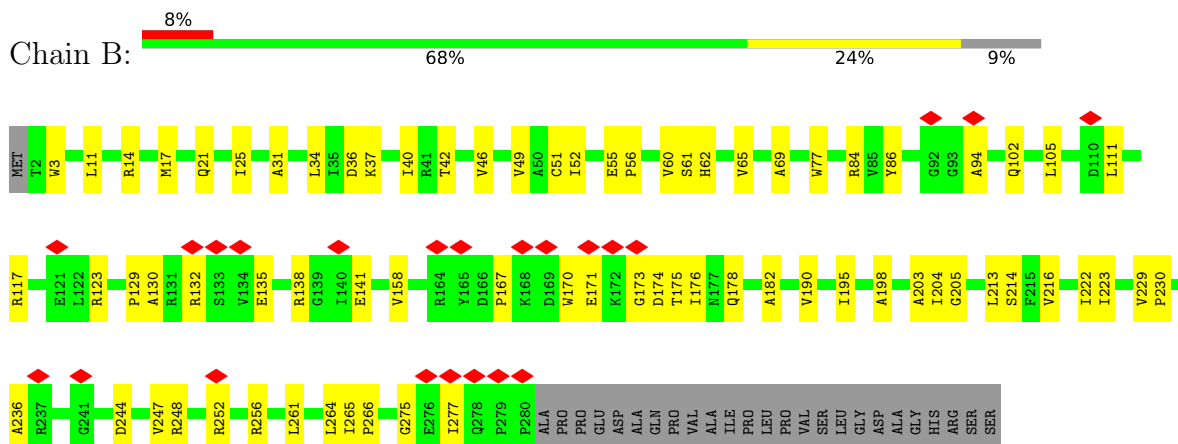 8%
Chain B:
68% 24% 9%
MET T2 W3 L11 R14 M17 Q21 I25 A31 L34 I35 D36 K37 I40 R41 T42 V46 V49 A50 C51 I52 E55 P56 V60 S61 H62 V65 A69 W77 R84 V85 Y86 G92 G93 A94 Q102 L105 D110 L111
R117 E121 L122 R123 P129 A130 R131 R132 S133 V134 E135 R138 G139 I140 E141 V158 R164 Y165 D166 P167 K168 D169 W170 E171 K172 G173 D174 T175 I176 N177 Q178 A182 V190 I195 A198 A203 I204 G205 L213 S214 F215 V216 I222 I223 V229 P230
A236 R237 G241 D244 V247 R248 R252 R256 L261 L264 I265 P266 G275 E276 I277 Q278 P279 P280 ALA PRO PRO GLU ASP ALA GLN PRO VAL ALA ILE PRO LEU PRO VAL SER LEU GLY ASP ALA GLY HIS ARG SER SER